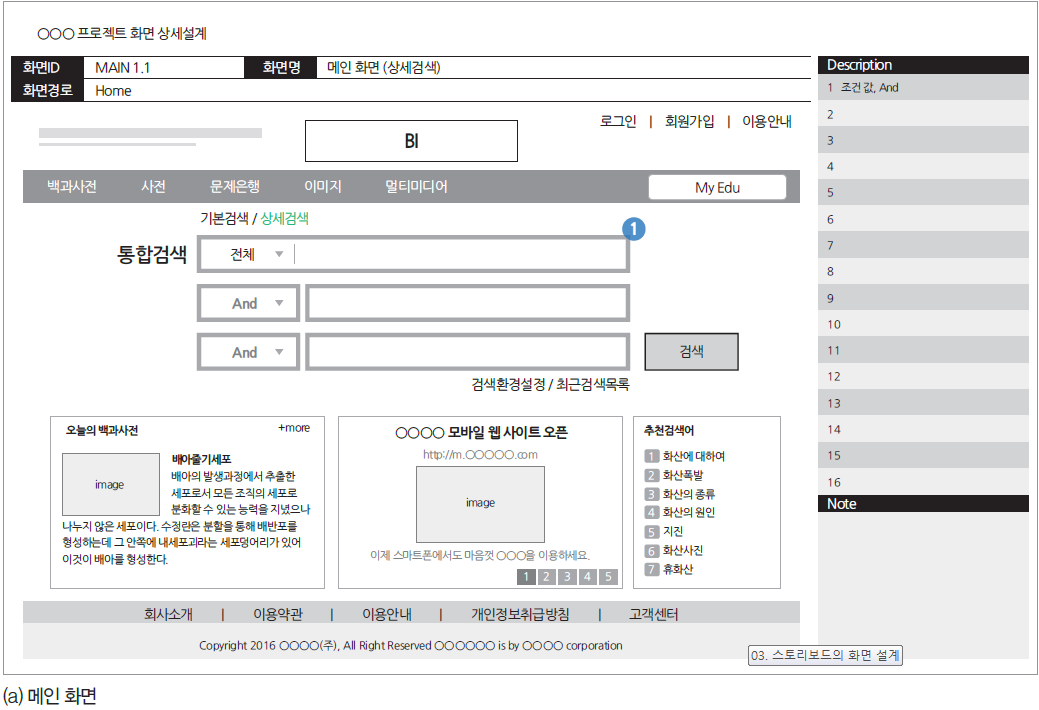 ○○○ 프로젝트 화면 상세설계
화면ID MAIN 1.1 화면명 메인 화면 (상세검색)
화면경로 Home
로그인 | 회원가입 | 이용안내
BI
백과사전 사전 문제은행 이미지 멀티미디어 My Edu
기본검색 / 상세검색
1
통합검색 전체
And
And 검색
검색환경설정 / 최근검색목록
오늘의 백과사전 +more
image
배아줄기세포
배아의 발생과정에서 추출한
세포로서 모든 조직의 세포로
분화할 수 있는 능력을 지녔으나
나누지 않은 세포이다. 수정란은 분할을 통해 배반포를
형성하는데 그 안쪽에 내세포괴라는 세포덩어리가 있어
이것이 배아를 형성한다.
○○○○ 모바일 웹 사이트 오픈
http://m.○○○○○.com
image
이제 스마트폰에서도 마음껏 ○○○을 이용하세요.
1 2 3 4 5
추천검색어
1 화산에 대하여
2 화산폭발
3 화산의 종류
4 화산의 원인
5 지진
6 화산사진
7 휴화산
회사소개 | 이용약관 | 이용안내 | 개인정보취급방침 | 고객센터
Copyright 2016 ○○○○(주), All Right Reserved ○○○○○○ is by ○○○○ corporation
Description
1 조건 값, And
2
3
4
5
6
7
8
9
10
11
12
13
14
15
16
Note
03. 스토리보드의 화면 설계
(a) 메인 화면